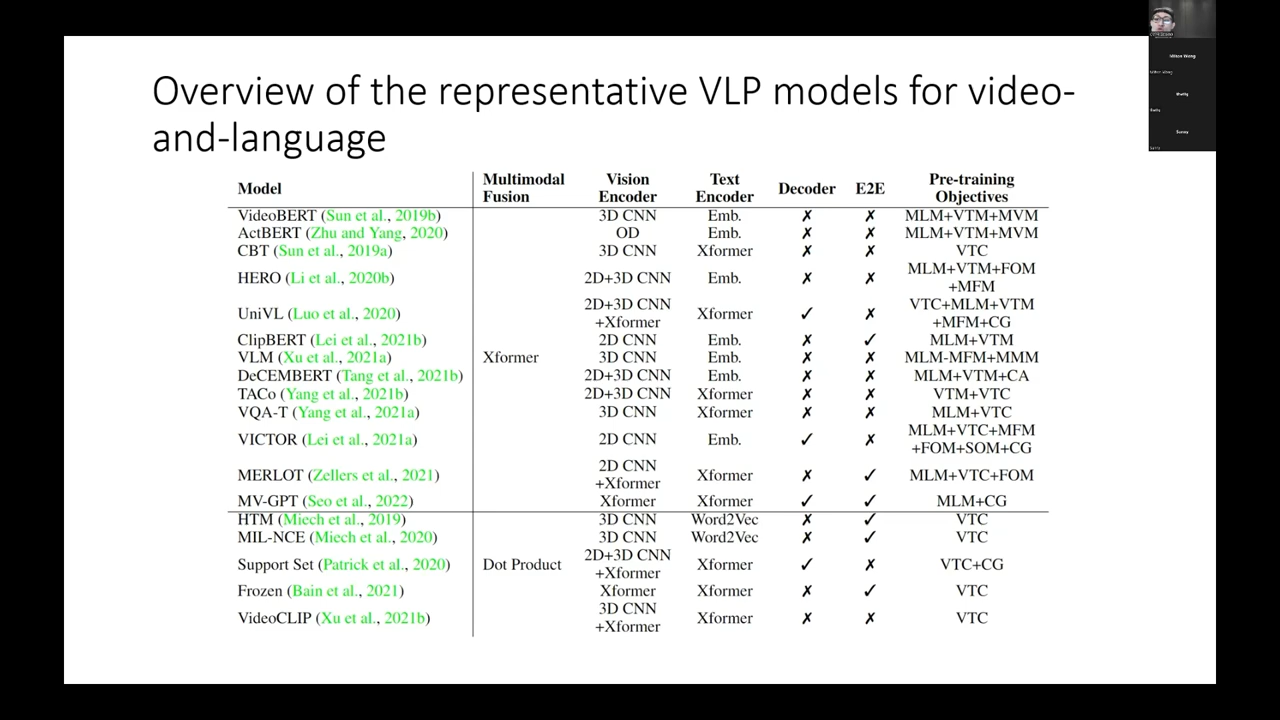 Overview of the representative VLP models for video-
and-language
Model Multimodal Fusion Vision Encoder Text Encoder Decoder E2E Pre-training Objectives
VideoBERT (Sun et al., 2019b) 3D CNN Emb. ✗ ✗ MLM+VTM+MVM
ActBERT (Zhu and Yang, 2020) OD Emb. ✗ ✗ MLM+VTM+MVM
CBT (Sun et al., 2019a) 3D CNN Xformer ✗ ✗ VTC
HERO (Li et al., 2020b) 2D+3D CNN Emb. ✗ ✗ MLM+VTM+FOM +MFM
UniVL (Luo et al., 2020) 2D+3D CNN +Xformer Xformer ✓ ✗ VTC+MLM+VTM +MFM+CG
ClipBERT (Lei et al., 2021b) 2D CNN Emb. ✗ ✓ MLM+VTM
VLM (Xu et al., 2021a) Xformer 3D CNN Emb. ✗ ✗ MLM-MFM+MMM
DeCEMBERT (Tang et al., 2021b) 2D+3D CNN Emb. ✗ ✗ MLM+VTM+CA
TACo (Yang et al., 2021b) 2D+3D CNN Xformer ✗ ✗ VTM+VTC
VQA-T (Yang et al., 2021a) 3D CNN Xformer ✗ ✗ MLM+VTC
VICTOR (Lei et al., 2021a) 2D CNN Emb. ✓ ✗ MLM+VTC+MFM +FOM+SOM+CG
MERLOT (Zellers et al., 2021) 2D CNN +Xformer Xformer ✗ ✓ MLM+VTC+FOM
MV-GPT (Seo et al., 2022) Xformer Xformer ✓ ✓ MLM+CG
HTM (Miech et al., 2019) 3D CNN Word2Vec ✗ ✓ VTC
MIL-NCE (Miech et al., 2020) 3D CNN Word2Vec ✗ ✓ VTC
Support Set (Patrick et al., 2020) Dot Product 2D+3D CNN +Xformer Xformer ✓ ✗ VTC+CG
Frozen (Bain et al., 2021) Xformer Xformer ✗ ✓ VTC
VideoCLIP (Xu et al., 2021b) 3D CNN +Xformer Xformer ✗ ✗ VTC